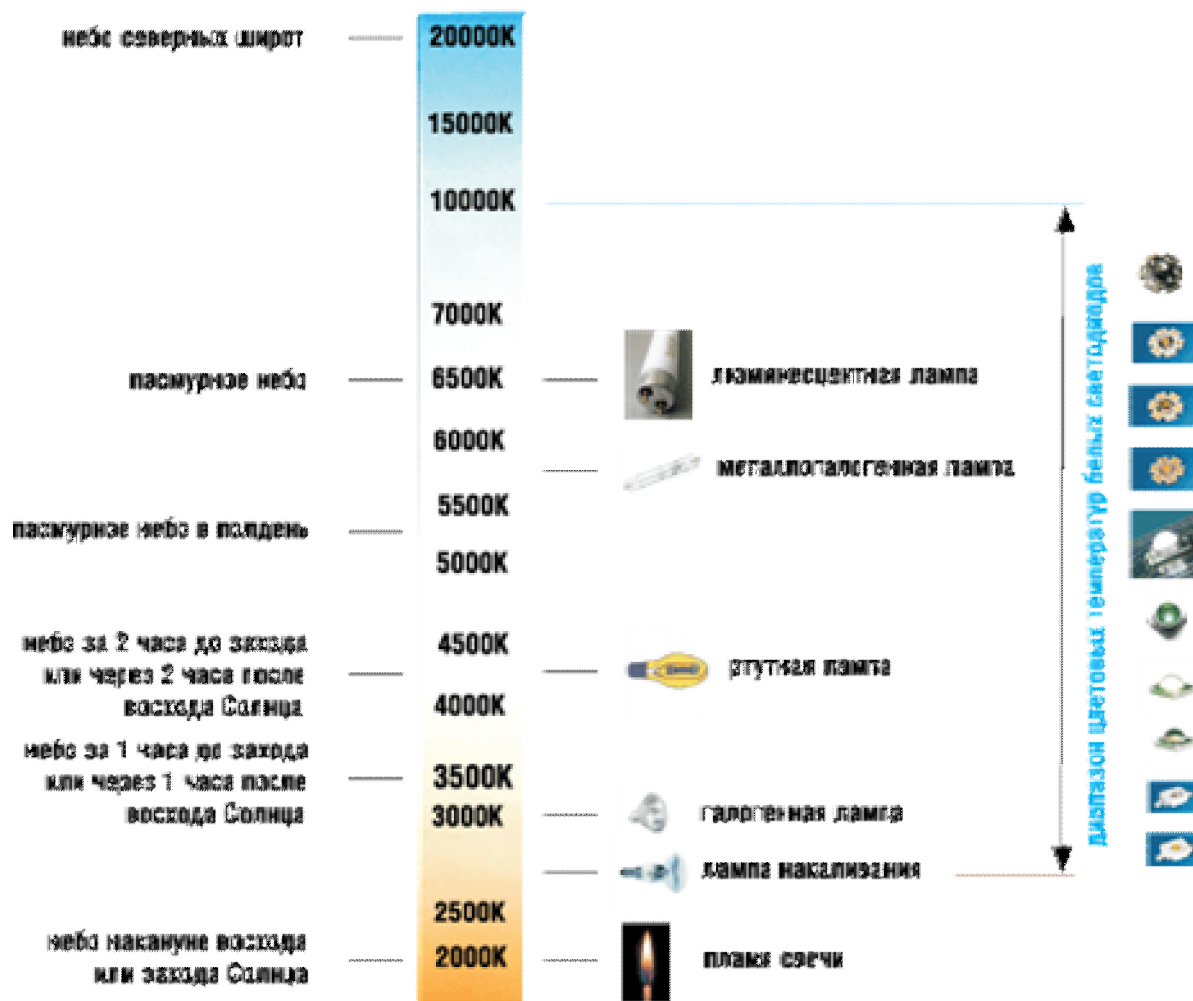 небо северных широт
20000K
15000K
10000K
7000K
пасмурное небо
6500K
люминесцентная лампа
6000K
металлогалогенная лампа
5500K
пасмурное небо в полдень
5000K
небо за 2 часа до захода
или через 2 часа после
восхода Солнца
4500K
ртутная лампа
4000K
небо за 1 часа до захода
или через 1 часа после
восхода Солнца
3500K
3000K
галогенная лампа
лампа накаливания
2500K
небо накануне восхода
или захода Солнца
2000K
пламя свечи
диапазон цветовых температур белых светодиодов